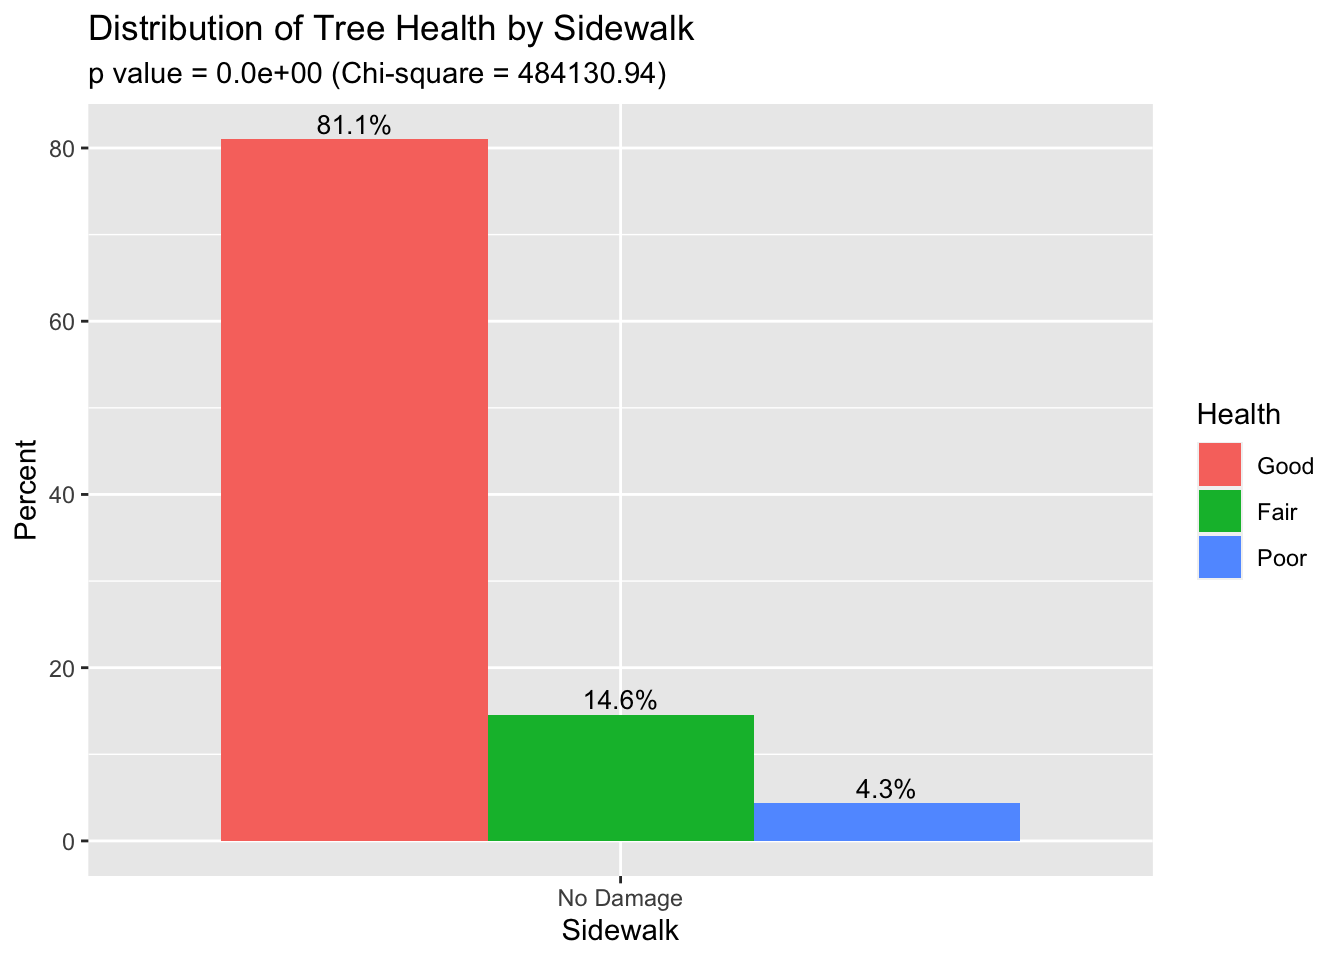 Distribution of Tree Health by Sidewalk
p value = 0.0e+00 (Chi-square = 484130.94)
81.1%
14.6%
4.3%
80
60
40
20
0
Percent
No Damage
Sidewalk
Health
Good
Fair
Poor